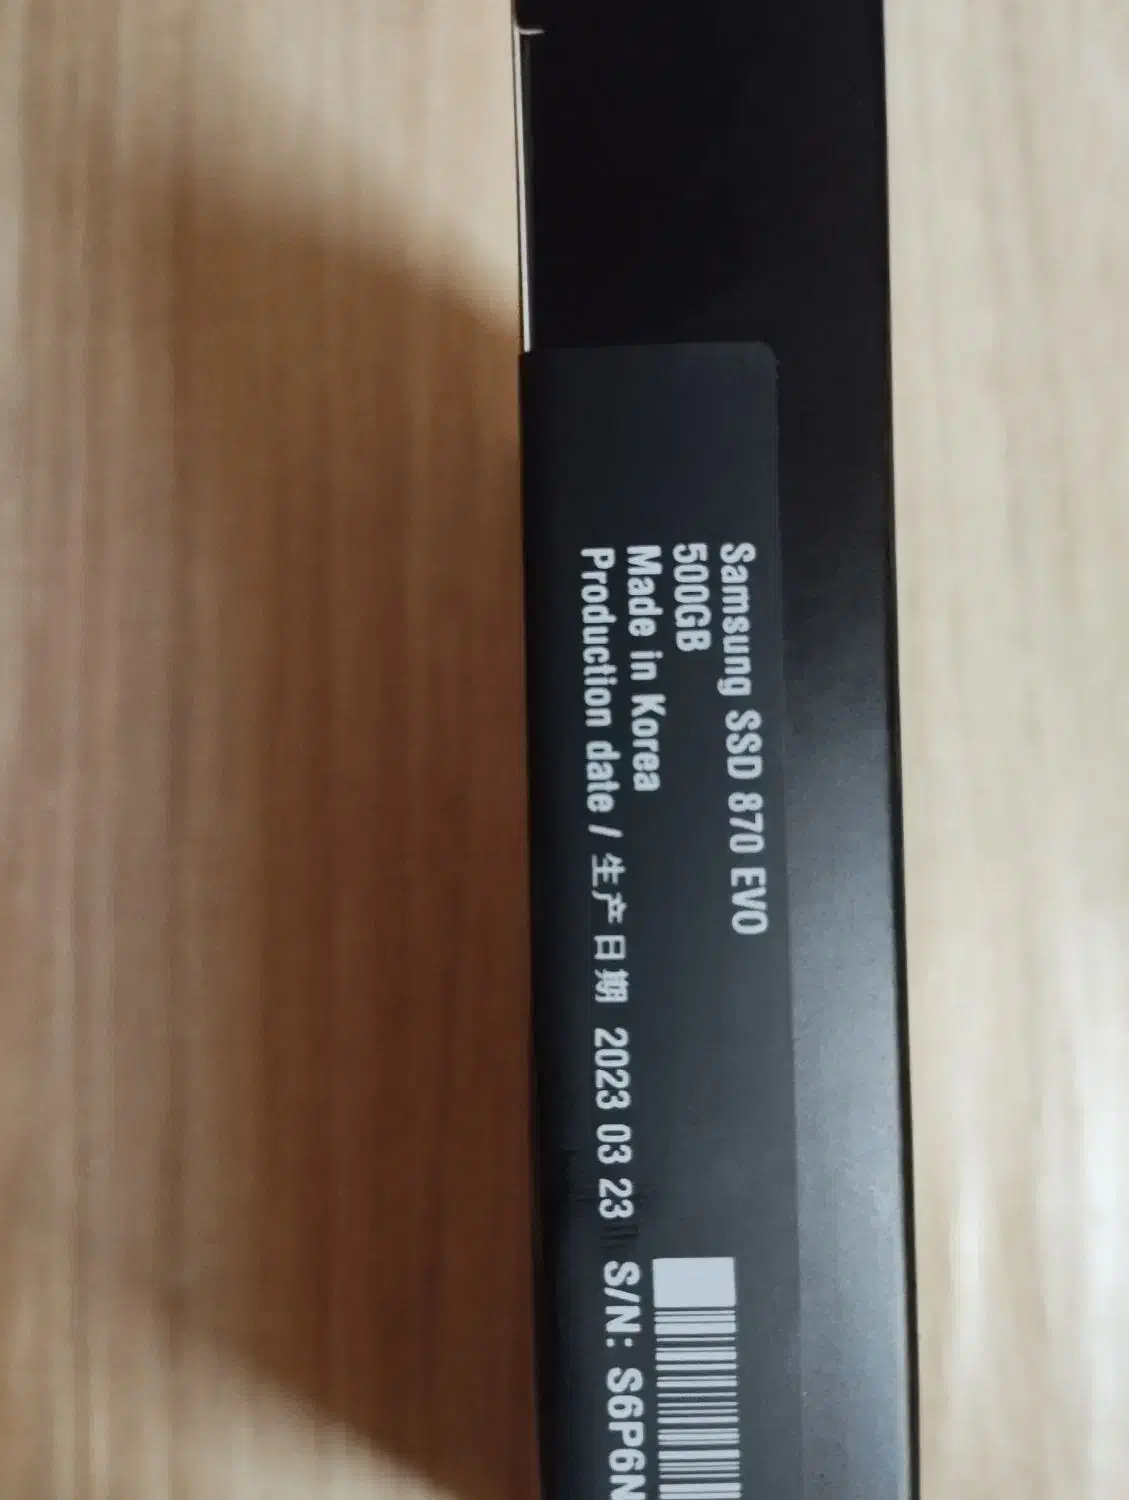 Samsung SSD 870 EVO
500GB
Made in Korea
Production date / 生产日期 2023 03 23
S/N: S6P6N